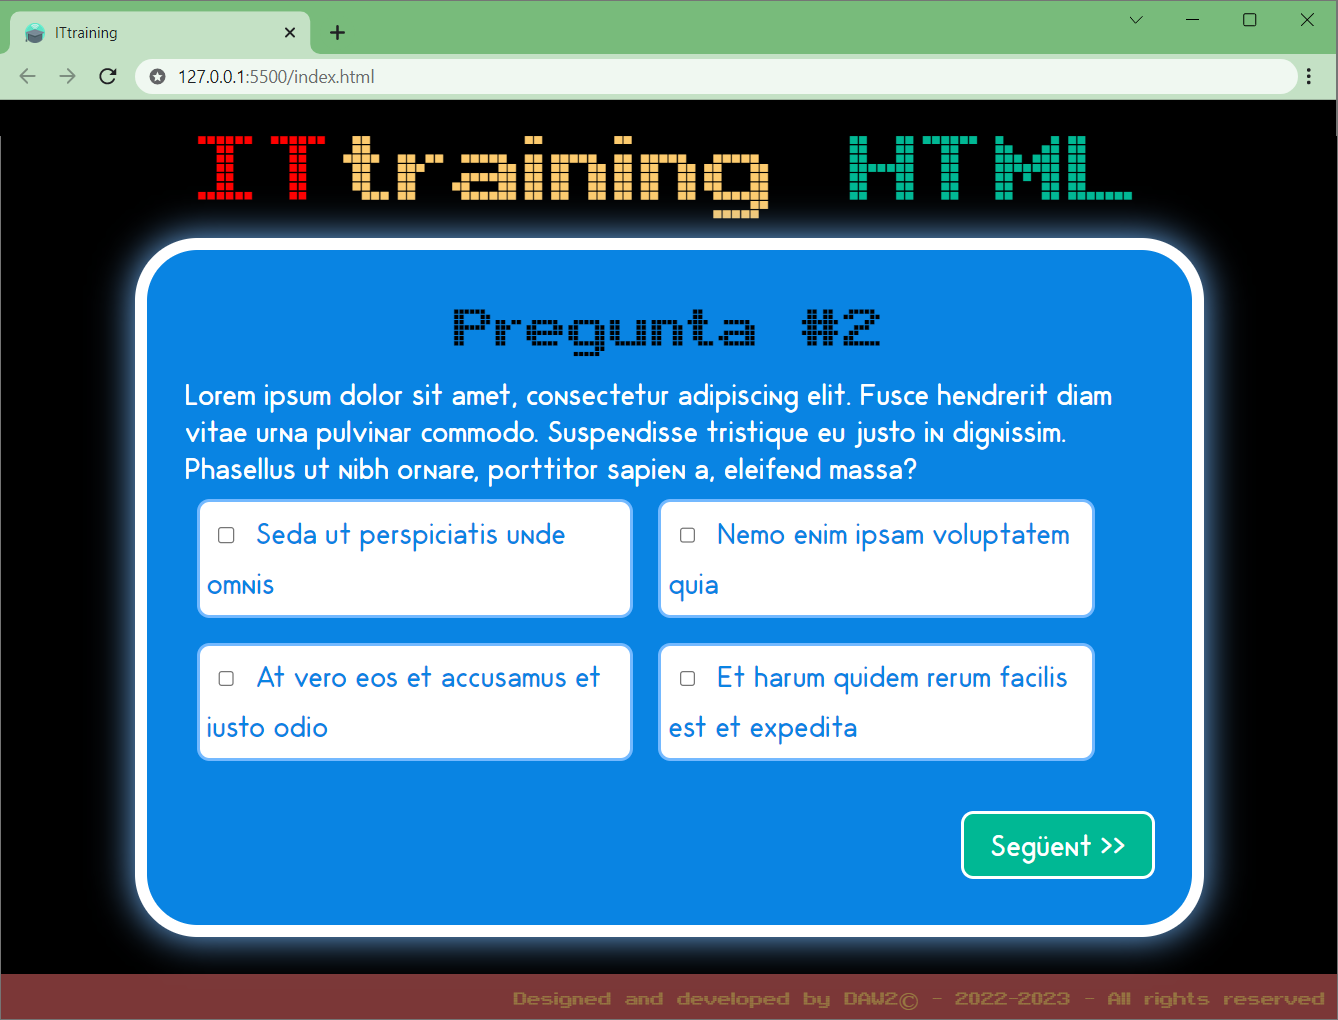 ITtraining
127.0.0.1:5500/index.html
ITtraining HTML
Pregunta #2
Lorem ipsum dolor sit amet, consectetur adipiscing elit. Fusce hendrerit diam
vitae urna pulvinar commodo. Suspendisse tristique eu justo in dignissim.
Phasellus ut nibh ornare, porttitor sapien a, eleifend massa?
Seda ut perspiciatis unde
omnis
Nemo enim ipsam voluptatem
quia
At vero eos et accusamus et
iusto odio
Et harum quidem rerum facilis
est et expedita
Següent >>
Designed and developed by DAW2© - 2022-2023 - All rights reserved